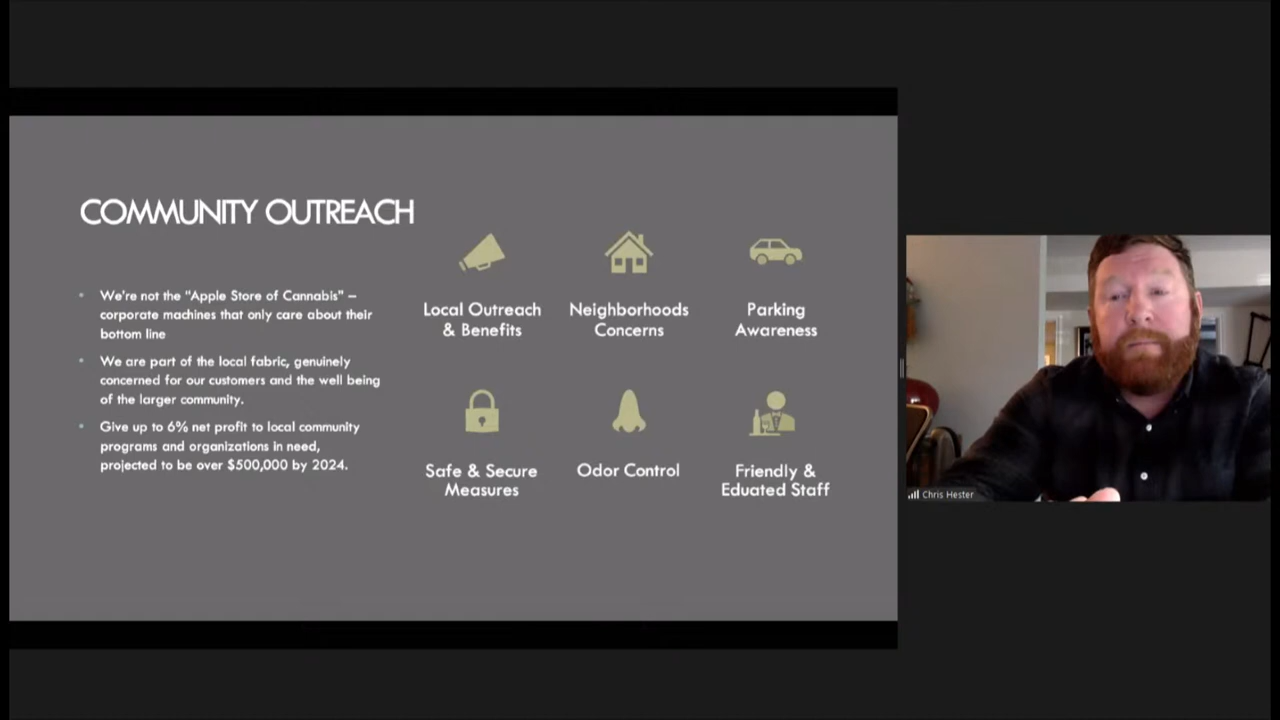 COMMUNITY OUTREACH
We're not the "Apple Store of Cannabis" –
corporate machines that only care about their
bottom line
We are part of the local fabric, genuinely
concerned for our customers and the well being
of the larger community.
Give up to 6% net profit to local community
programs and organizations in need,
projected to be over $500,000 by 2024.
Local Outreach
& Benefits
Neighborhoods
Concerns
Parking
Awareness
Safe & Secure
Measures
Odor Control
Friendly &
Eduated Staff
Chris Hester